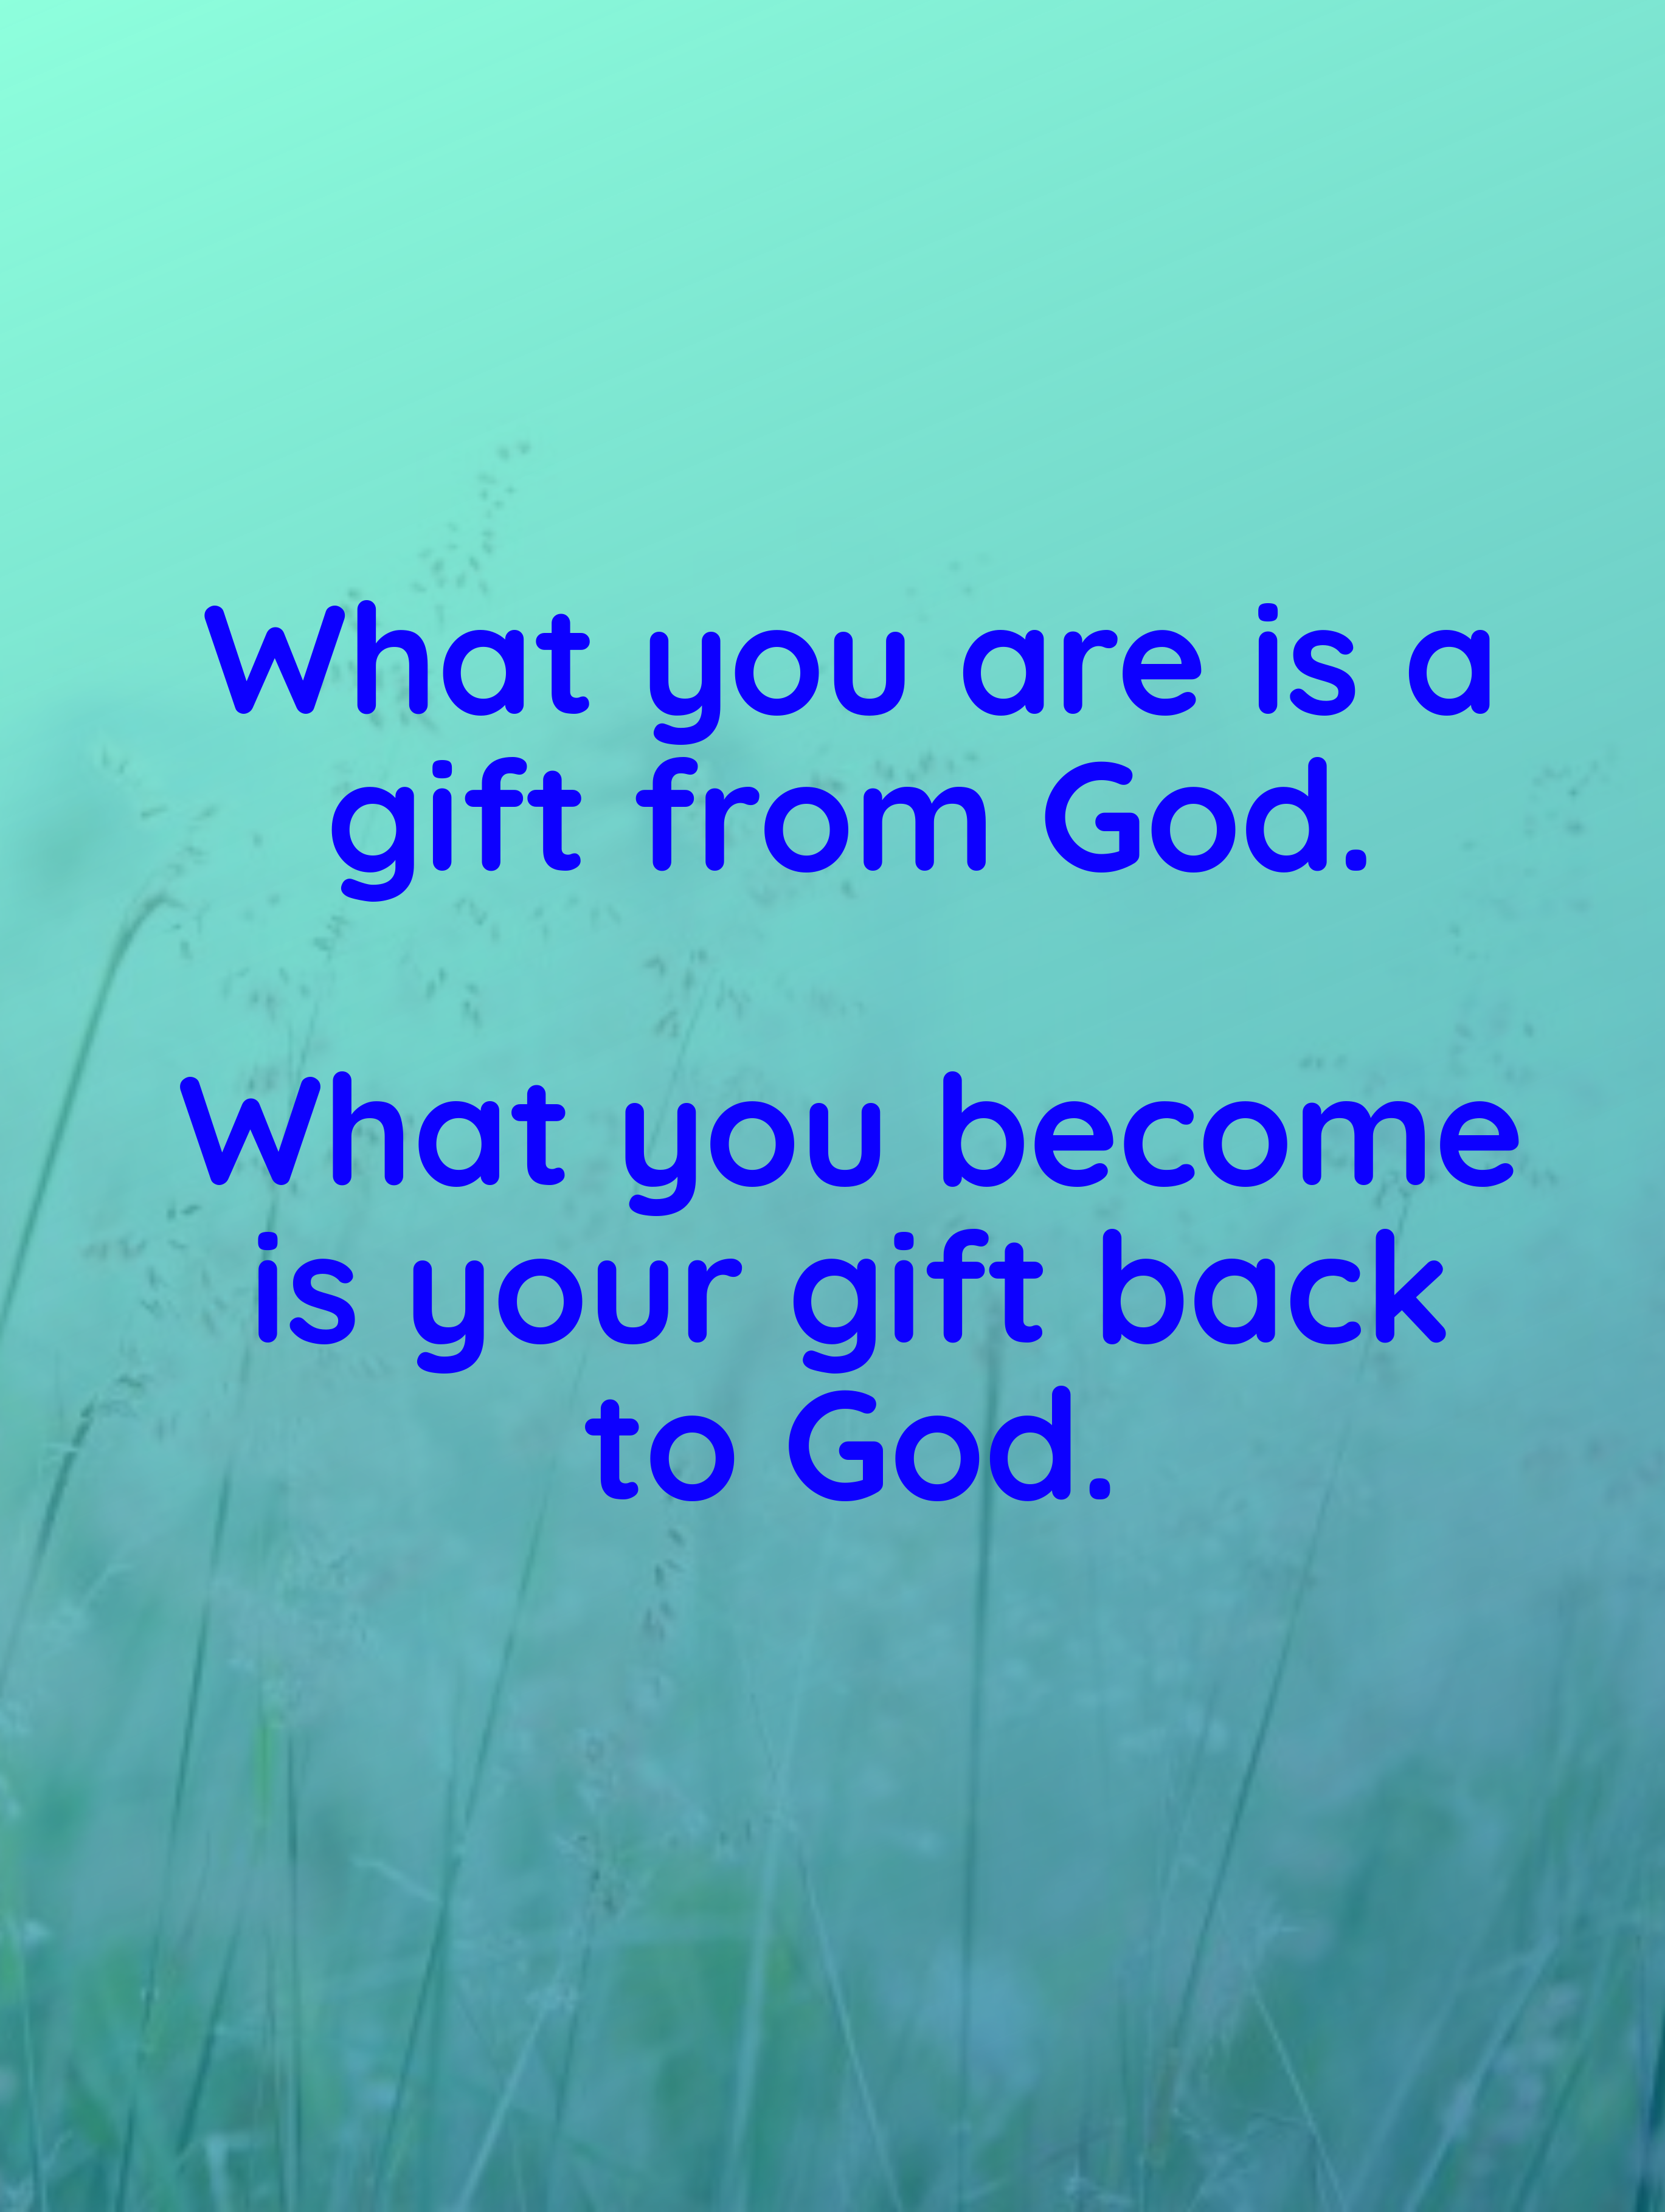 What you are is a
gift from God.
What you become
is your gift back
to God.